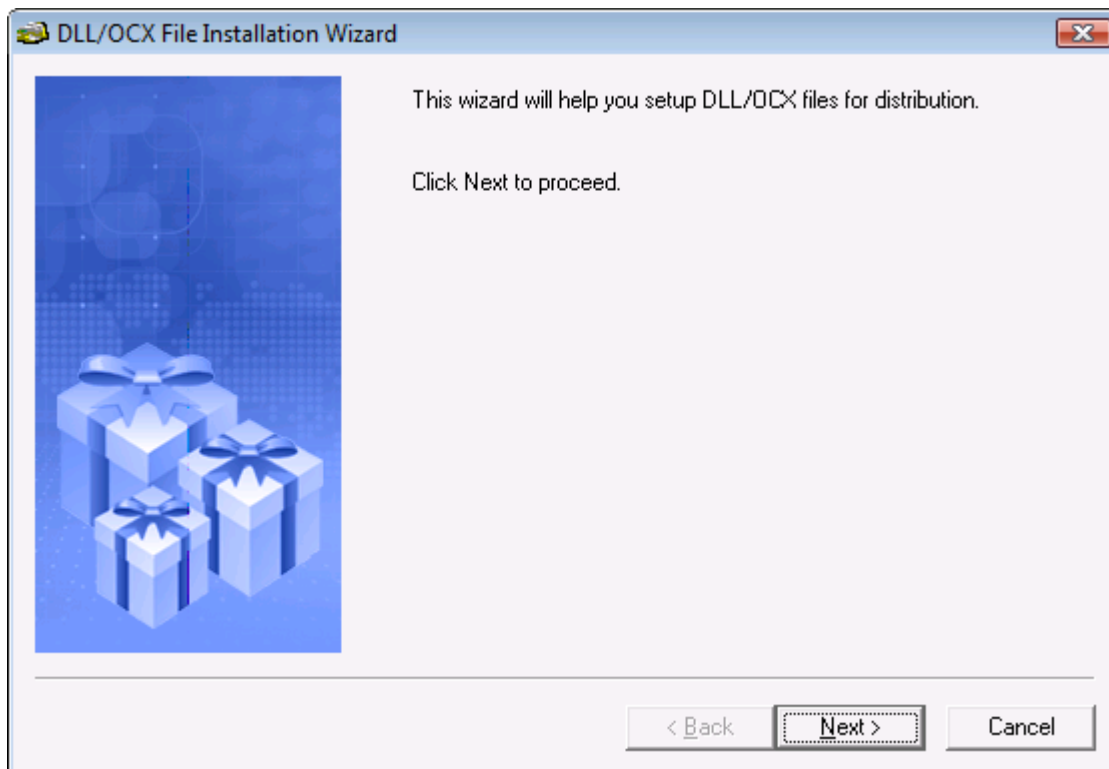 DLL/OCX File Installation Wizard
This wizard will help you setup DLL/OCX files for distribution.
Click Next to proceed.
< Back
Next >
Cancel